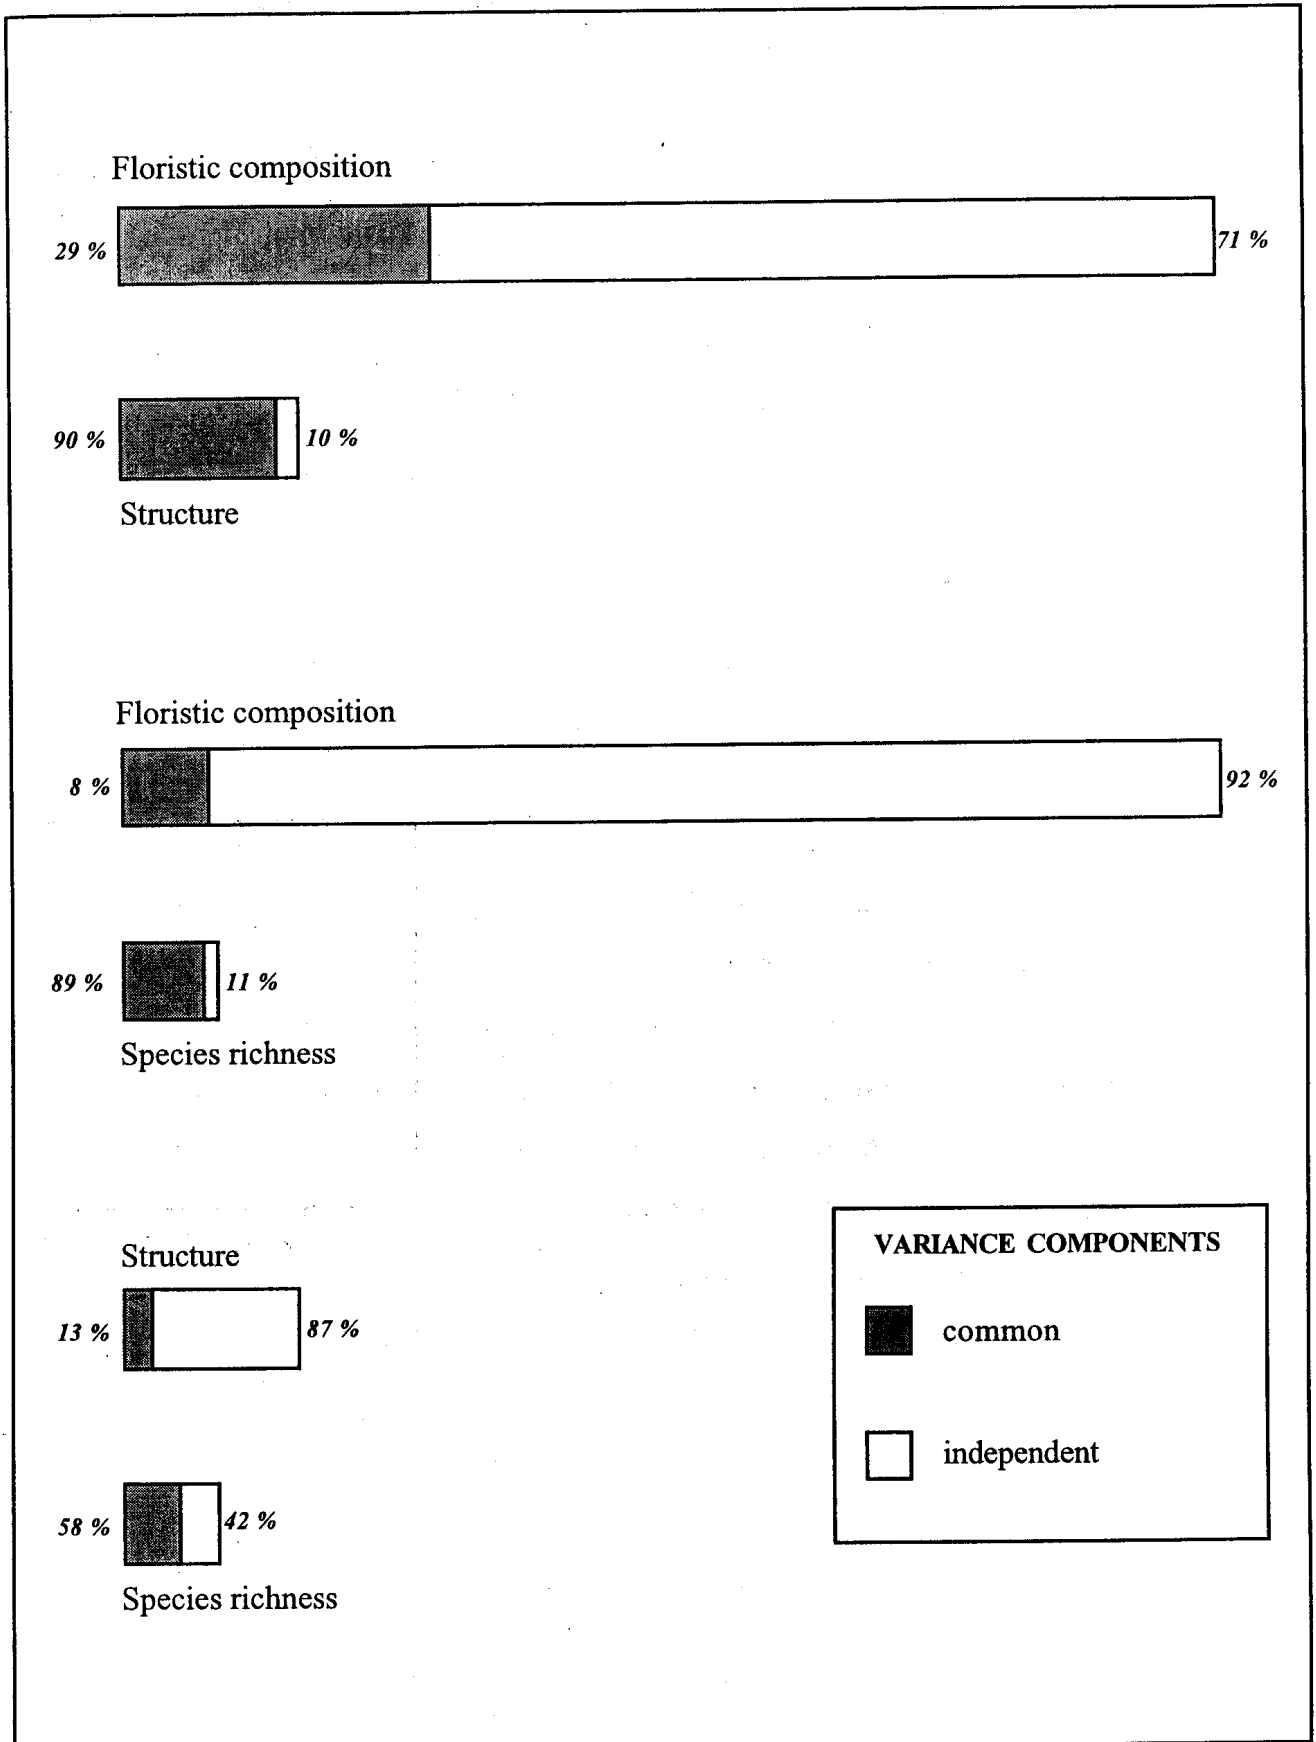 Floristic composition
29 %
71 %
90 %
10 %
Structure
Floristic composition
8 %
92 %
89 %
11 %
Species richness
Structure
13 %
87 %
58 %
42 %
Species richness
VARIANCE COMPONENTS
common
independent